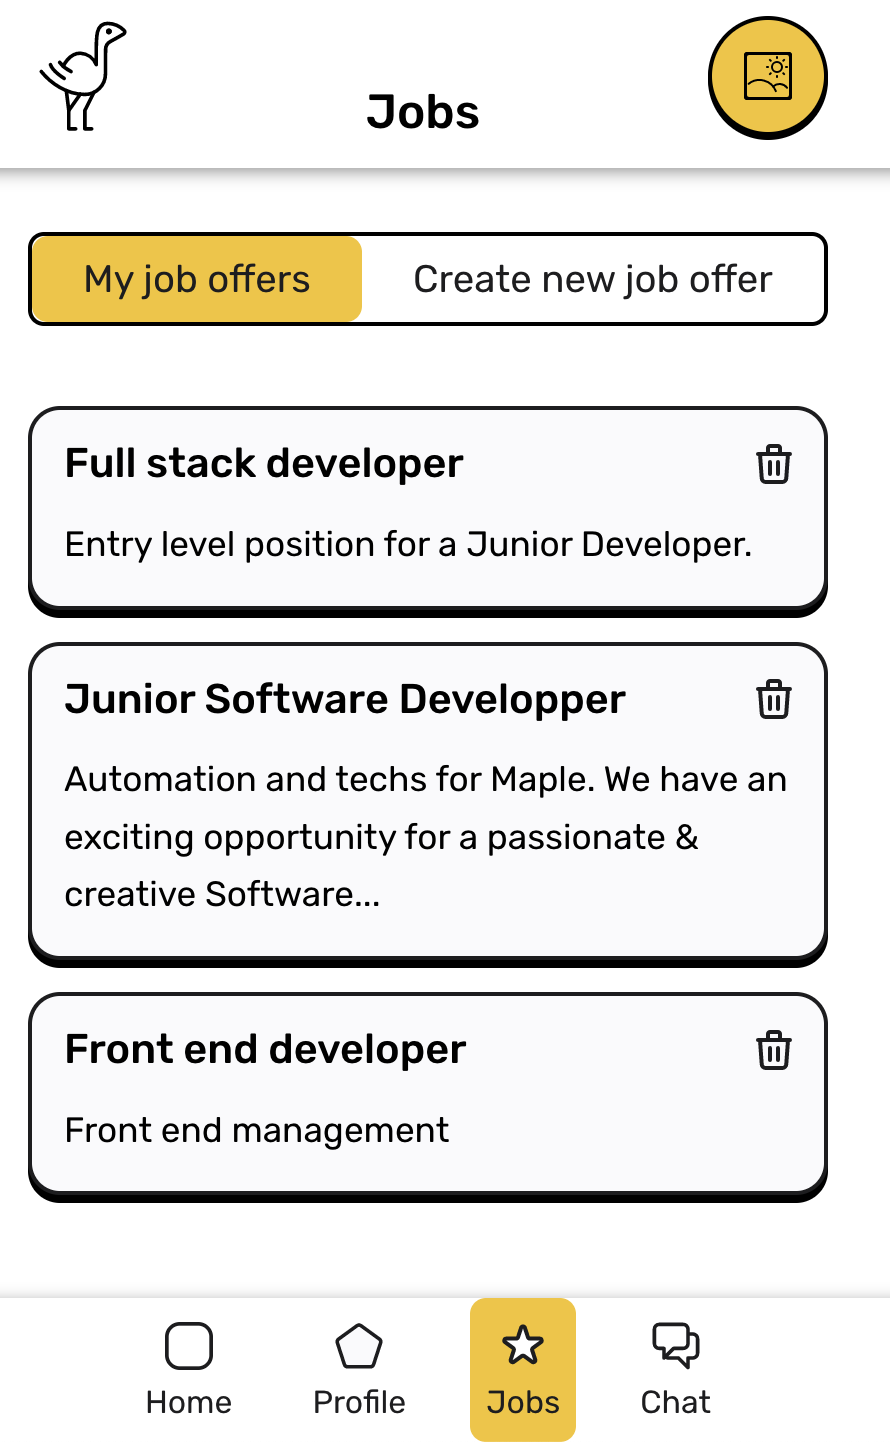 Jobs
My job offers
Create new job offer
Full stack developer
Entry level position for a Junior Developer.
Junior Software Developper
Automation and techs for Maple. We have an
exciting opportunity for a passionate &
creative Software...
Front end developer
Front end management
Home
Profile
Jobs
Chat